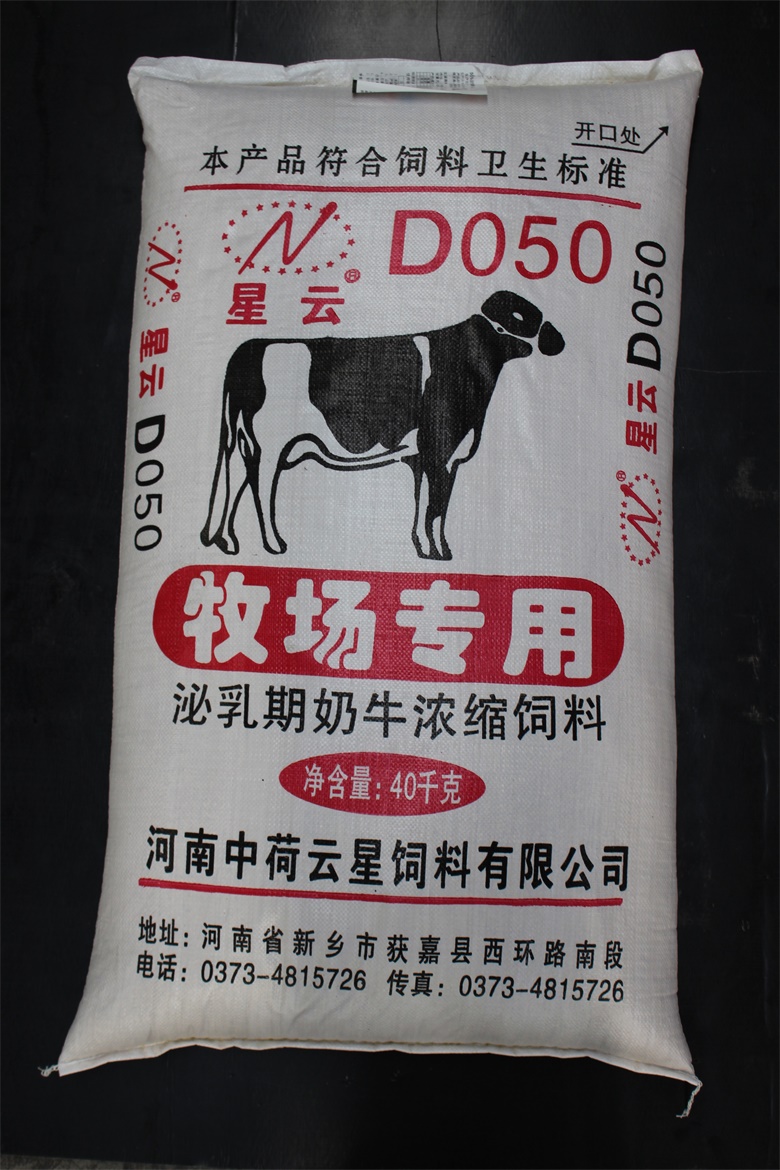 开口处
本产品符合饲料卫生标准
N
D050
星云®
N® 星云 D050
N® 星云 D050
牧场专用
泌乳期奶牛浓缩饲料
净含量:40千克
河南中荷云星饲料有限公司
地址:河南省新乡市获嘉县西环路南段
电话:0373-4815726 传真:0373-4815726